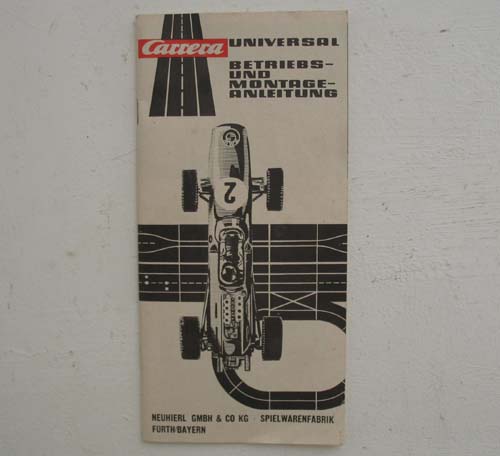 Carrera UNIVERSAL
BETRIEBS-
UND
MONTAGE-
ANLEITUNG
2
NEUHIERL GMBH & CO KG · SPIELWARENFABRIK
FÜRTH/BAYERN